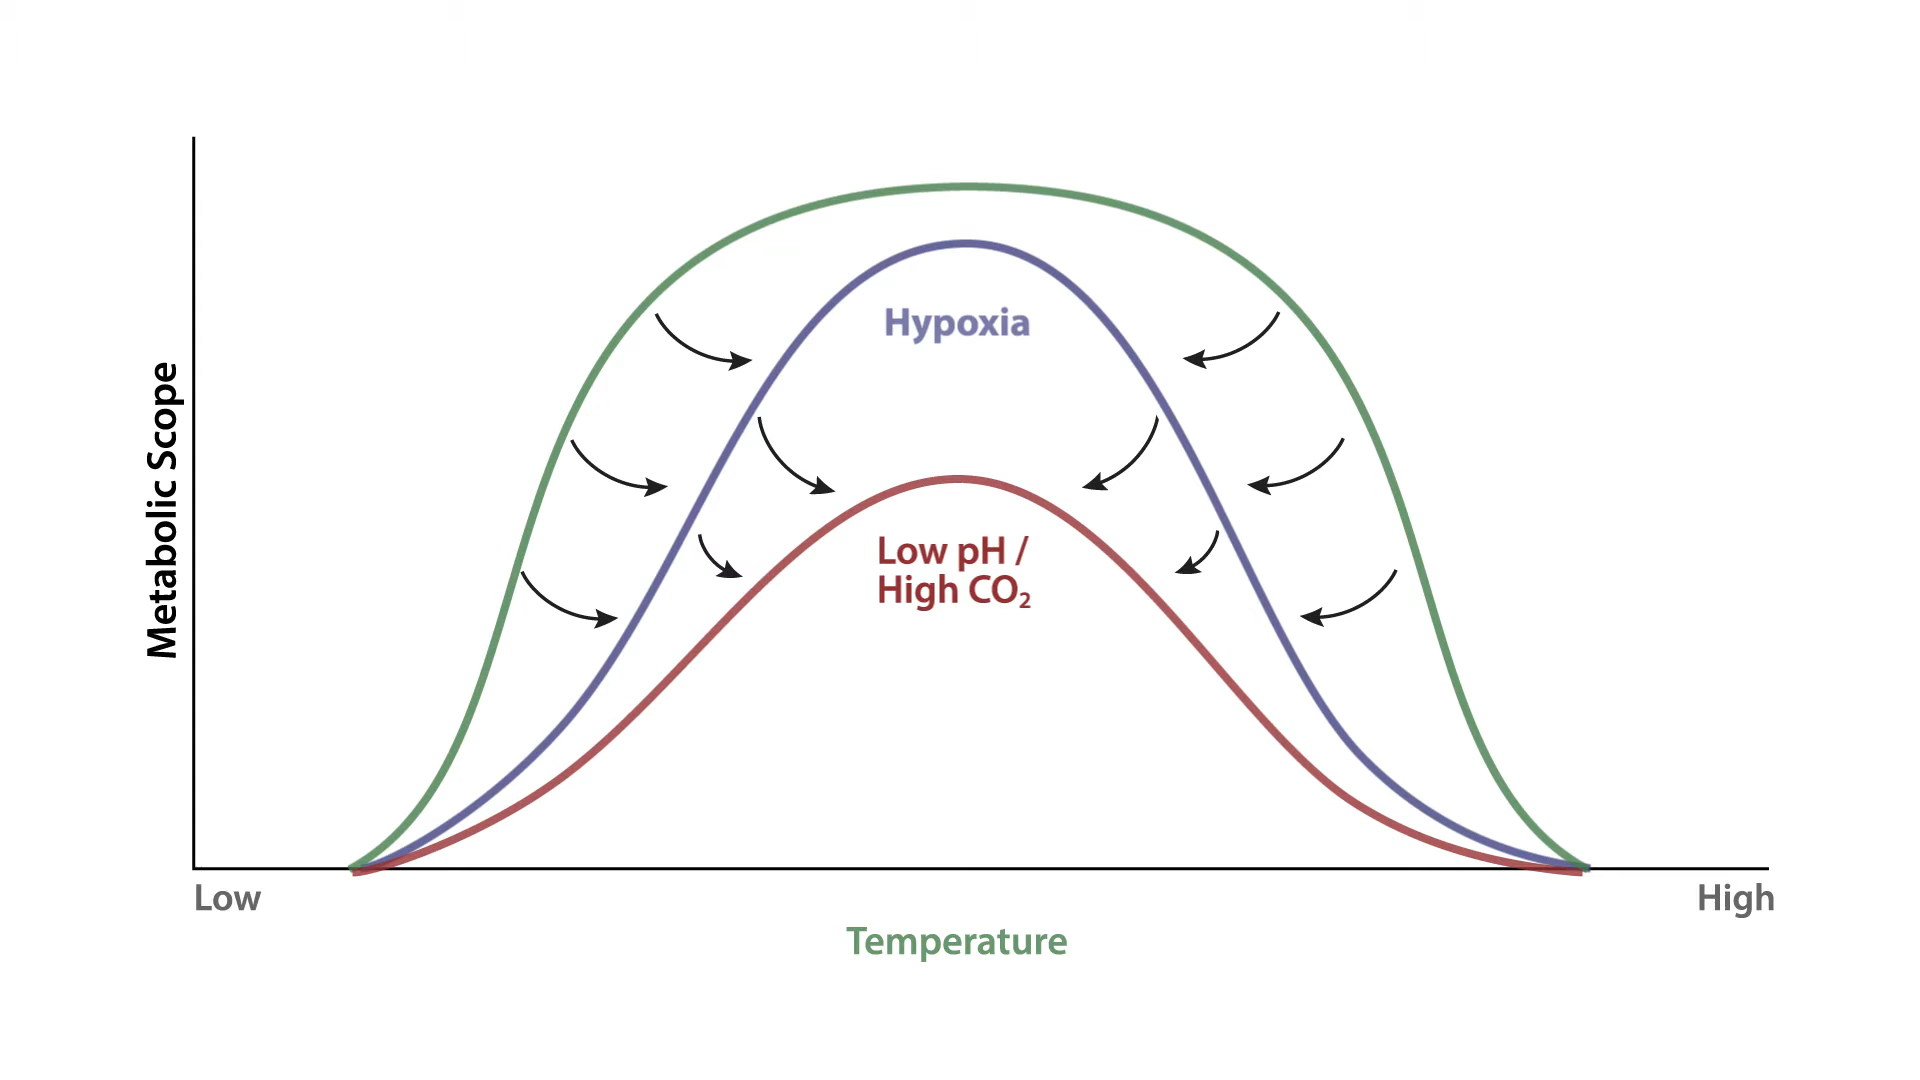 Metabolic Scope
Hypoxia
Low pH /
High CO₂
Low
High
Temperature